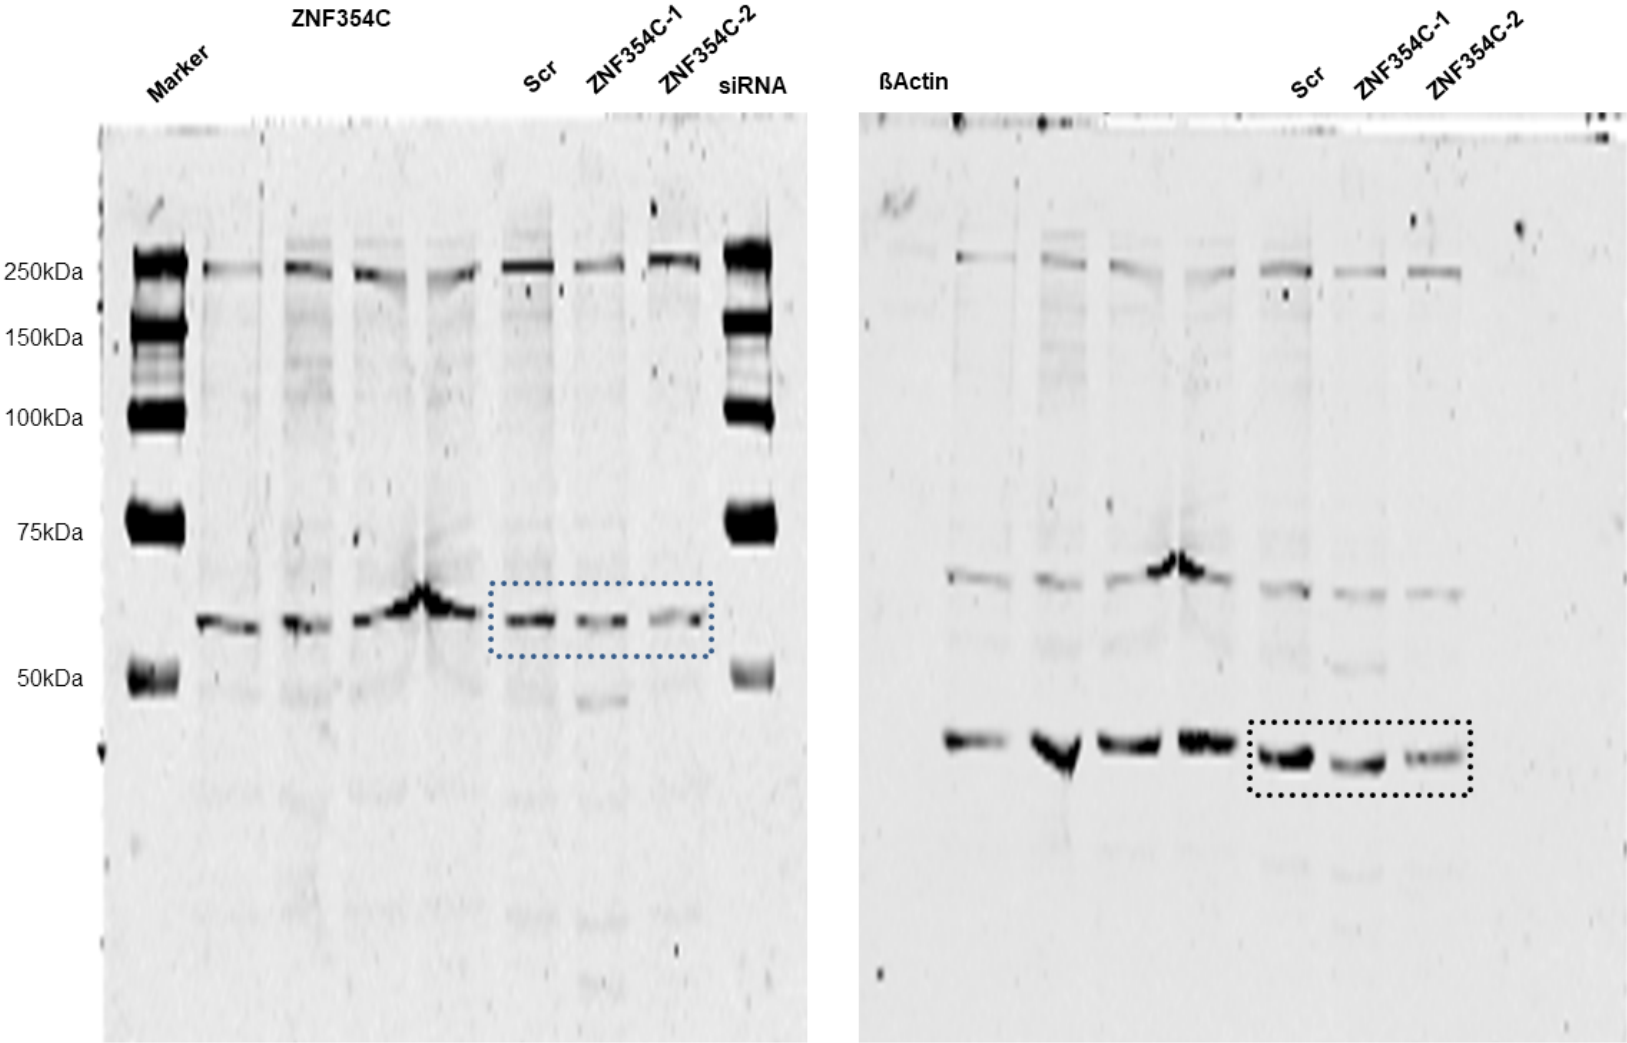 ZNF354C
Marker
Scr
ZNF354C-1
ZNF354C-2
siRNA
ßActin
Scr
ZNF354C-1
ZNF354C-2
250kDa
150kDa
100kDa
75kDa
50kDa